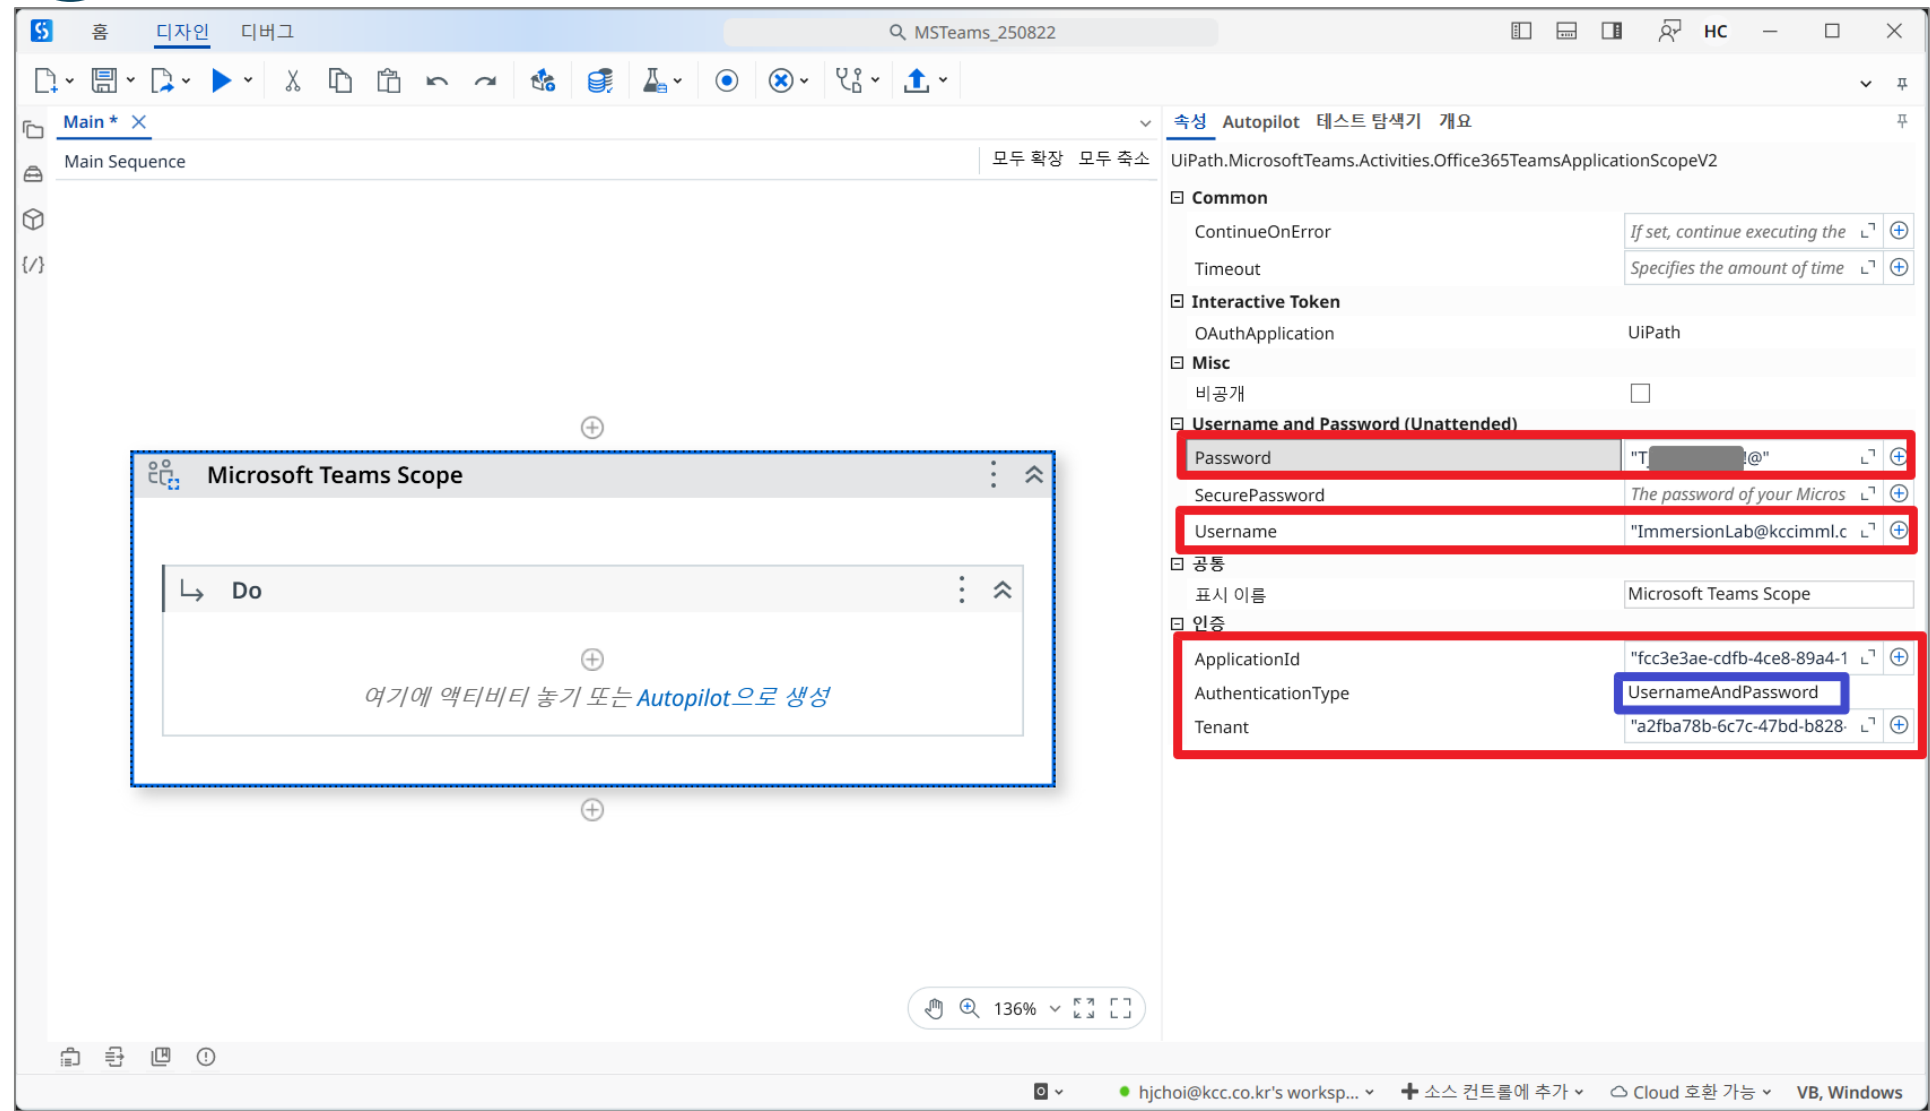 홈 디자인 디버그 MSTeams_250822 HC
Main *
속성 Autopilot 테스트 탐색기 개요
Main Sequence 모두 확장 모두 축소
UiPath.MicrosoftTeams.Activities.Office365TeamsApplicationScopeV2
Common
ContinueOnError If set, continue executing the
Timeout Specifies the amount of time
Interactive Token
OAuthApplication UiPath
Misc
비공개
Username and Password (Unattended)
Password "T !@"
SecurePassword The password of your Micros
Username "ImmersionLab@kccimml.c
공통
표시 이름 Microsoft Teams Scope
인증
ApplicationId "fcc3e3ae-cdfb-4ce8-89a4-1
AuthenticationType UsernameAndPassword
Tenant "a2fba78b-6c7c-47bd-b828-
Microsoft Teams Scope
Do
여기에 액티비티 놓기 또는 Autopilot으로 생성
136%
hjchoi@kcc.co.kr's worksp... 소스 컨트롤에 추가 Cloud 호환 가능 VB, Windows